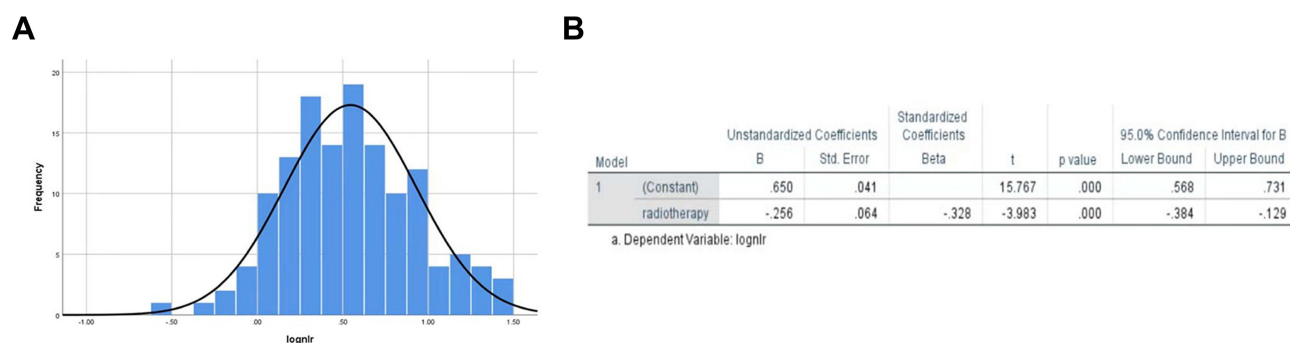 A
B
20
15
10
5
0
Frequency
-1.00
-.50
.00
.50
1.00
1.50
lognlr
Standardized
Unstandardized Coefficients Coefficients 95.0% Confidence Interval for B
Model B Std. Error Beta t p value Lower Bound Upper Bound
1 (Constant) .650 .041 15.767 .000 .568 .731
radiotherapy -.256 .064 -.328 -3.983 .000 -.384 -.129
a. Dependent Variable: lognlr